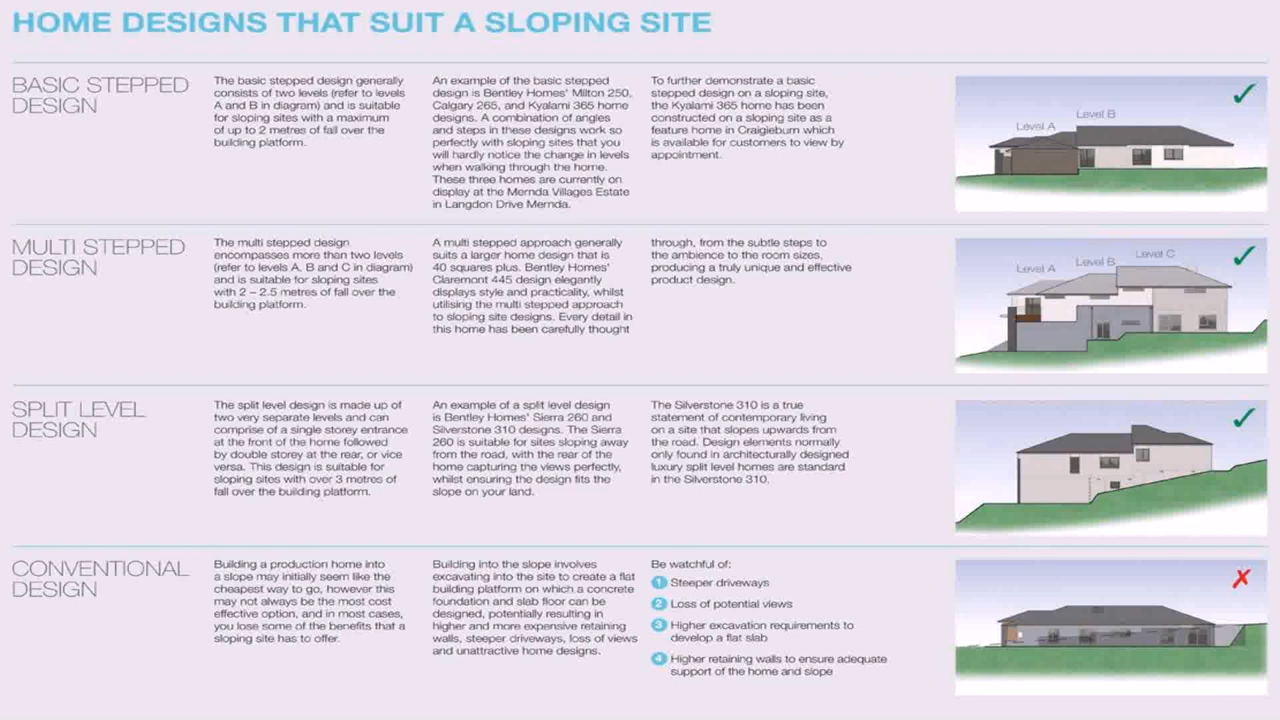 HOME DESIGNS THAT SUIT A SLOPING SITE
BASIC STEPPED
DESIGN
The basic stepped design generally
consists of two levels (refer to levels
A and B in diagram) and is suitable
for sloping sites with a maximum
of up to 2 metres of fall over the
building platform.
An example of the basic stepped
design is Bentley Homes' Milton 250,
Calgary 265, and Kyalami 365 home
designs. A combination of angles
and steps in these designs work so
perfectly with sloping sites that you
will hardly notice the change in levels
when walking through the home.
These three homes are currently on
display at the Mernda Villages Estate
in Langdon Drive Mernda.
To further demonstrate a basic
stepped design on a sloping site,
the Kyalami 365 home has been
constructed on a sloping site as a
feature home in Craigieburn which
is available for customers to view by
appointment.
Level A
Level B
MULTI STEPPED
DESIGN
The multi stepped design
encompasses more than two levels
(refer to levels A, B and C in diagram)
and is suitable for sloping sites
with 2 – 2.5 metres of fall over the
building platform.
A multi stepped approach generally
suits a larger home design that is
40 squares plus. Bentley Homes'
Claremont 445 design elegantly
displays style and practicality, whilst
utilising the multi stepped approach
to sloping site designs. Every detail in
this home has been carefully thought
through, from the subtle steps to
the ambience to the room sizes,
producing a truly unique and effective
product design.
Level A
Level B
Level C
SPLIT LEVEL
DESIGN
The split level design is made up of
two very separate levels and can
comprise of a single storey entrance
at the front of the home followed
by double storey at the rear, or vice
versa. This design is suitable for
sloping sites with over 3 metres of
fall over the building platform.
An example of a split level design
is Bentley Homes' Sierra 260 and
Silverstone 310 designs. The Sierra
260 is suitable for sites sloping away
from the road, with the rear of the
home capturing the views perfectly,
whilst ensuring the design fits the
slope on your land.
The Silverstone 310 is a true
statement of contemporary living
on a site that slopes upwards from
the road. Design elements normally
only found in architecturally designed
luxury split level homes are standard
in the Silverstone 310.
CONVENTIONAL
DESIGN
Building a production home into
a slope may initially seem like the
cheapest way to go, however this
may not always be the most cost
effective option, and in most cases,
you lose some of the benefits that a
sloping site has to offer.
Building into the slope involves
excavating into the site to create a flat
building platform on which a concrete
foundation and slab floor can be
designed, potentially resulting in
higher and more expensive retaining
walls, steeper driveways, loss of views
and unattractive home designs.
Be watchful of:
1 Steeper driveways
2 Loss of potential views
3 Higher excavation requirements to
develop a flat slab
4 Higher retaining walls to ensure adequate
support of the home and slope